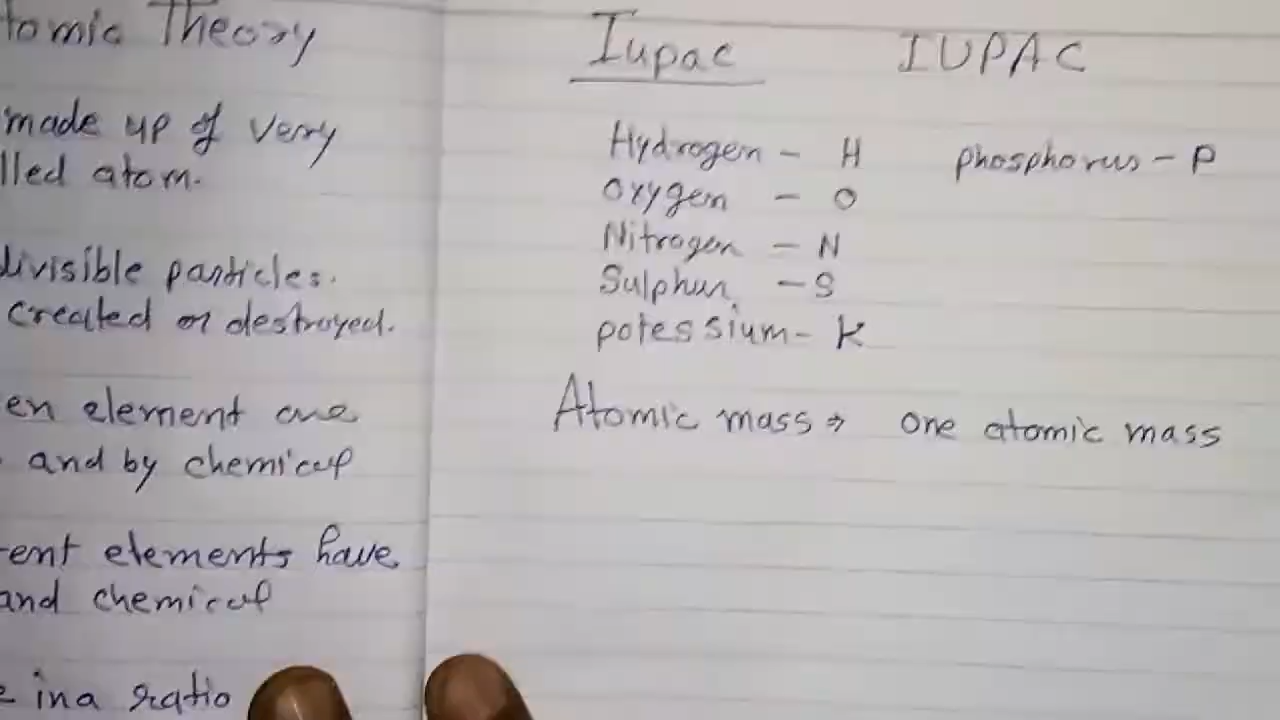 tomic Theory
made up of very
lled atom.
divisible particles.
created or destroyed.
en element are
and by chemical
rent elements have
and chemical
e in a ratio
Iupac IUPAC
Hydrogen - H phosphorus - P
Oxygen - O
Nitrogen - N
Sulphur - S
potessium - K
Atomic mass ⇒ one atomic mass